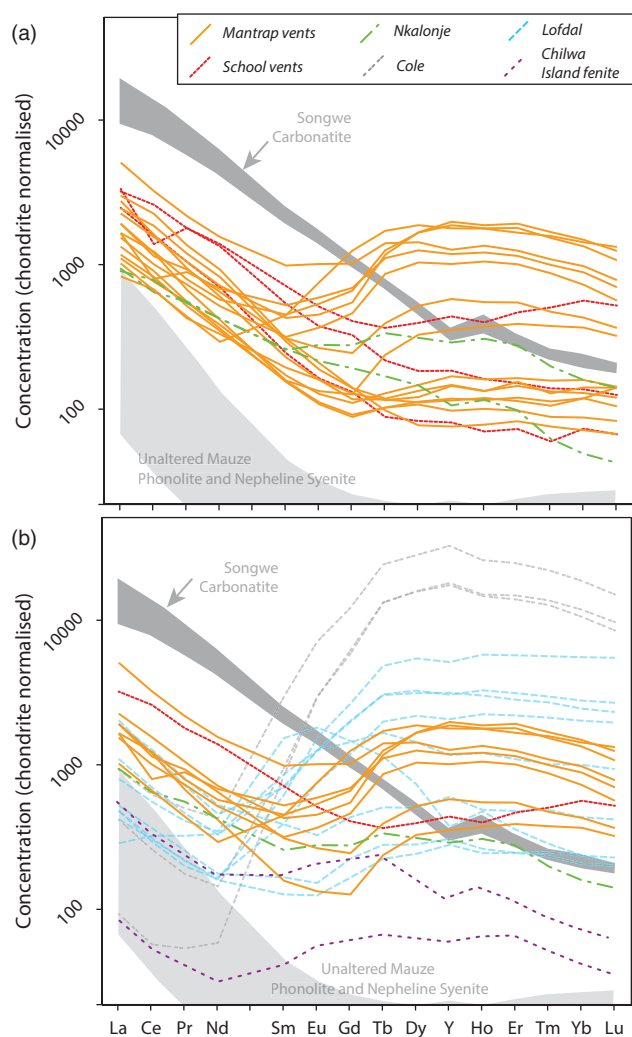 (a)
Mantrap vents
Nkalonje
Lofdal
School vents
Cole
Chilwa
Island fenite
Concentration (chondrite normalised)
10000
1000
100
Songwe
Carbonatite
Unaltered Mauze
Phonolite and Nepheline Syenite
(b)
Concentration (chondrite normalised)
10000
1000
100
Songwe
Carbonatite
Unaltered Mauze
Phonolite and Nepheline Syenite
La Ce Pr Nd Sm Eu Gd Tb Dy Y Ho Er Tm Yb Lu